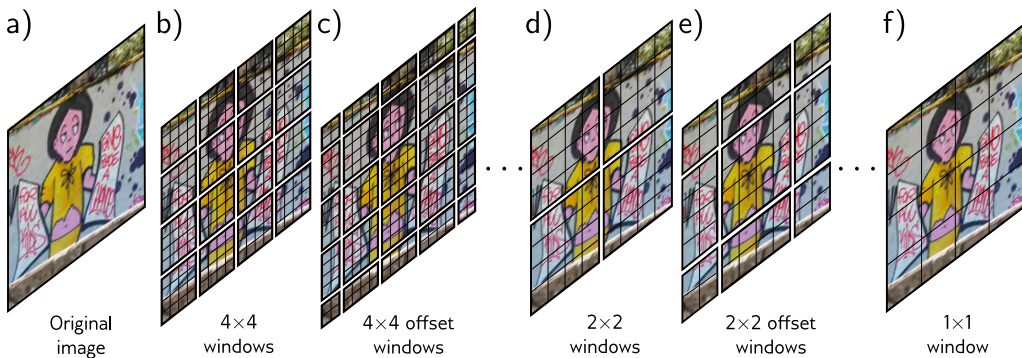 a)
b)
c)
d)
e)
f)
Original
image
4×4
windows
4×4 offset
windows
2×2
windows
2×2 offset
windows
1×1
window